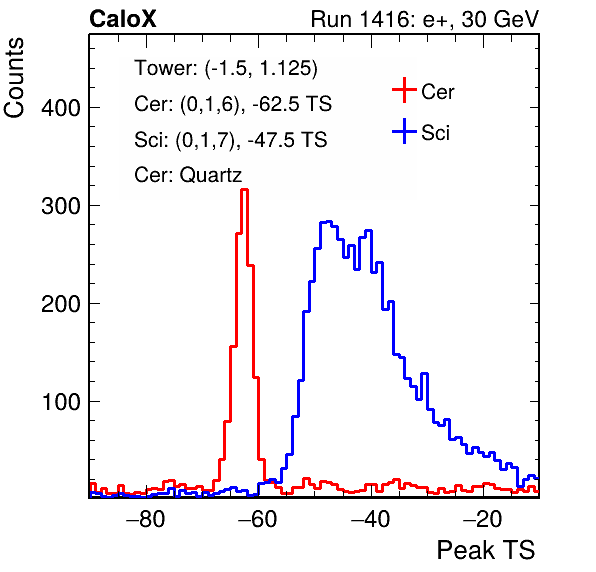 CaloX Run 1416: e+, 30 GeV
Counts
Tower: (-1.5, 1.125)
Cer: (0,1,6), -62.5 TS
Sci: (0,1,7), -47.5 TS
Cer: Quartz
Cer
Sci
400
300
200
100
−80 −60 −40 −20
Peak TS